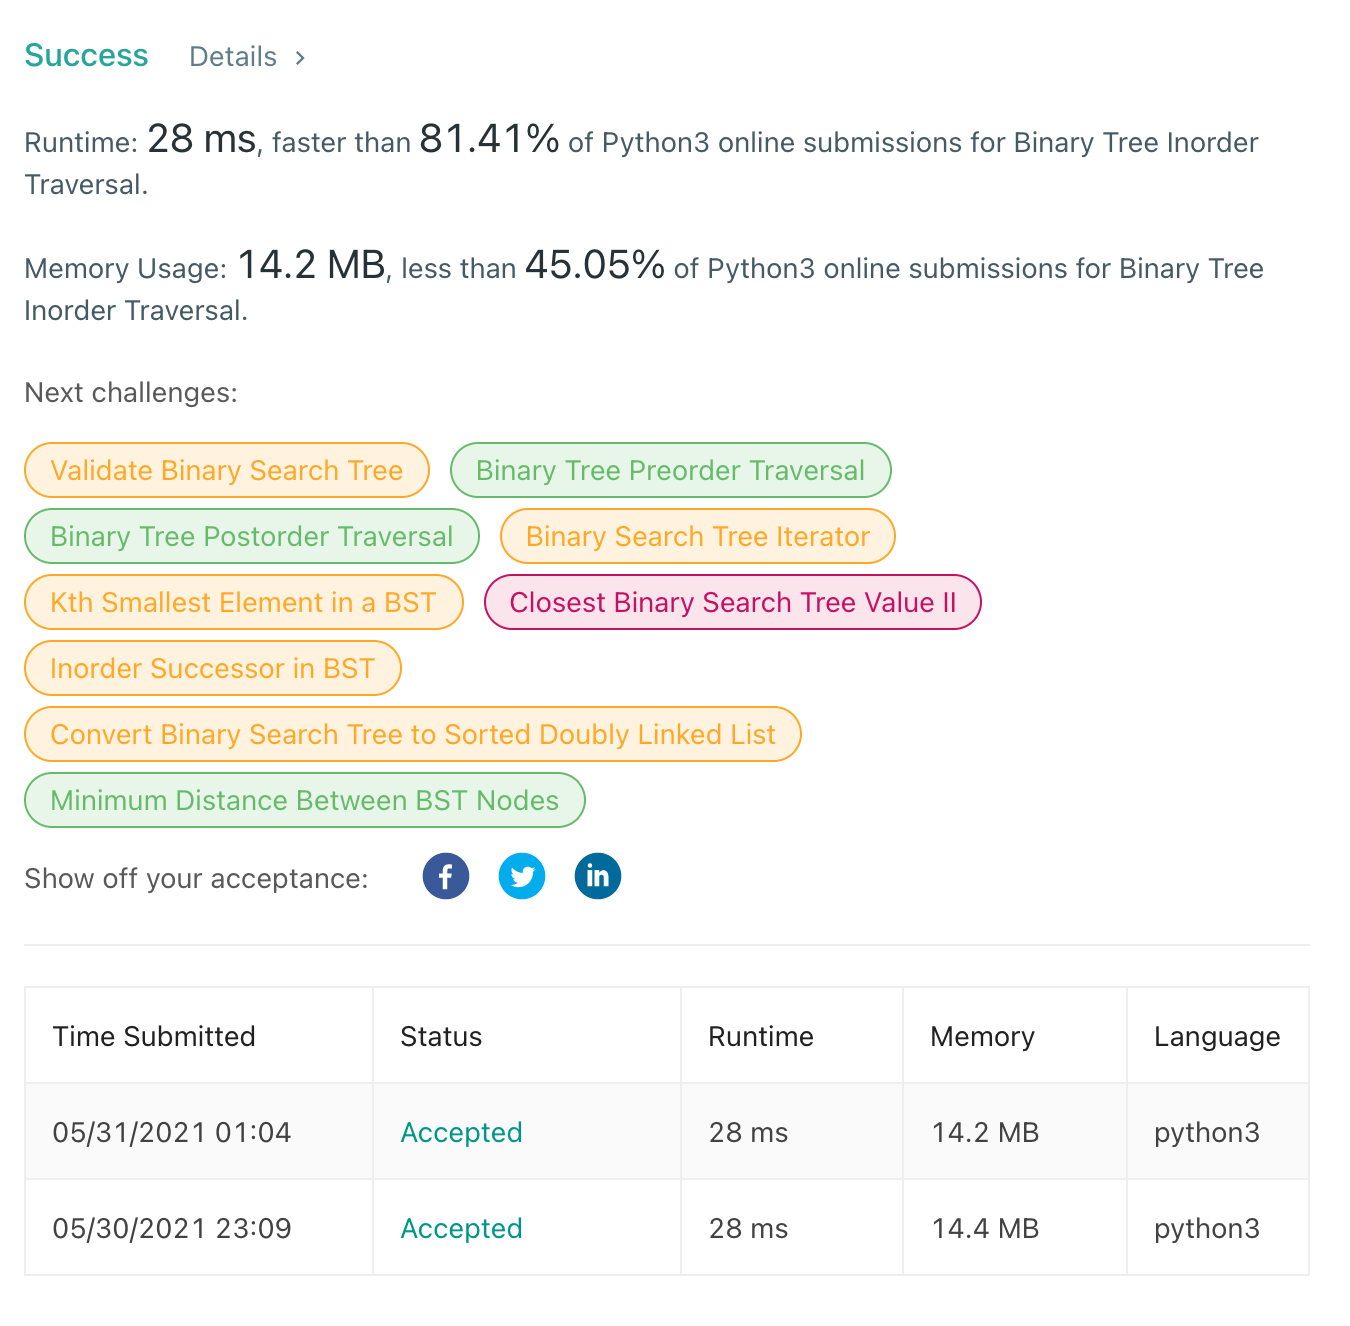 Success Details >
Runtime: 28 ms, faster than 81.41% of Python3 online submissions for Binary Tree Inorder
Traversal.
Memory Usage: 14.2 MB, less than 45.05% of Python3 online submissions for Binary Tree
Inorder Traversal.
Next challenges:
Validate Binary Search Tree Binary Tree Preorder Traversal
Binary Tree Postorder Traversal Binary Search Tree Iterator
Kth Smallest Element in a BST Closest Binary Search Tree Value II
Inorder Successor in BST
Convert Binary Search Tree to Sorted Doubly Linked List
Minimum Distance Between BST Nodes
Show off your acceptance: f in
Time Submitted Status Runtime Memory Language
05/31/2021 01:04 Accepted 28 ms 14.2 MB python3
05/30/2021 23:09 Accepted 28 ms 14.4 MB python3